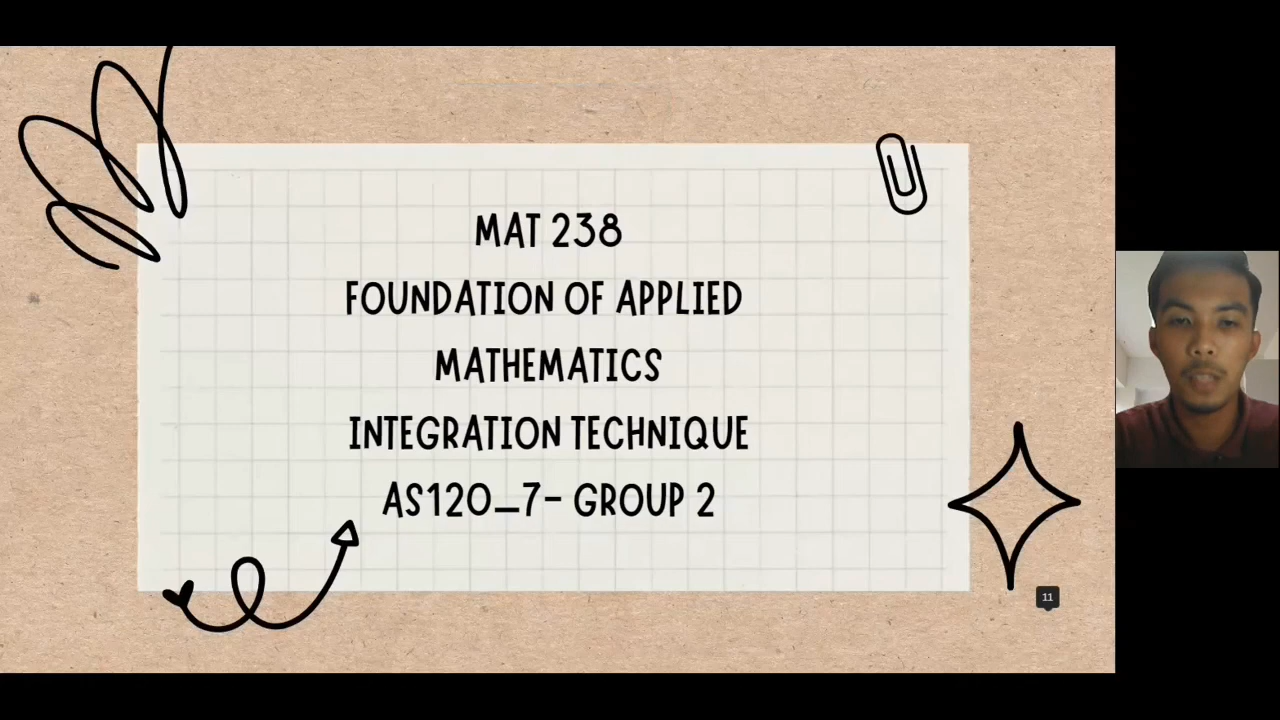 MAT 238
FOUNDATION OF APPLIED
MATHEMATICS
INTEGRATION TECHNIQUE
AS120_7- GROUP 2
11